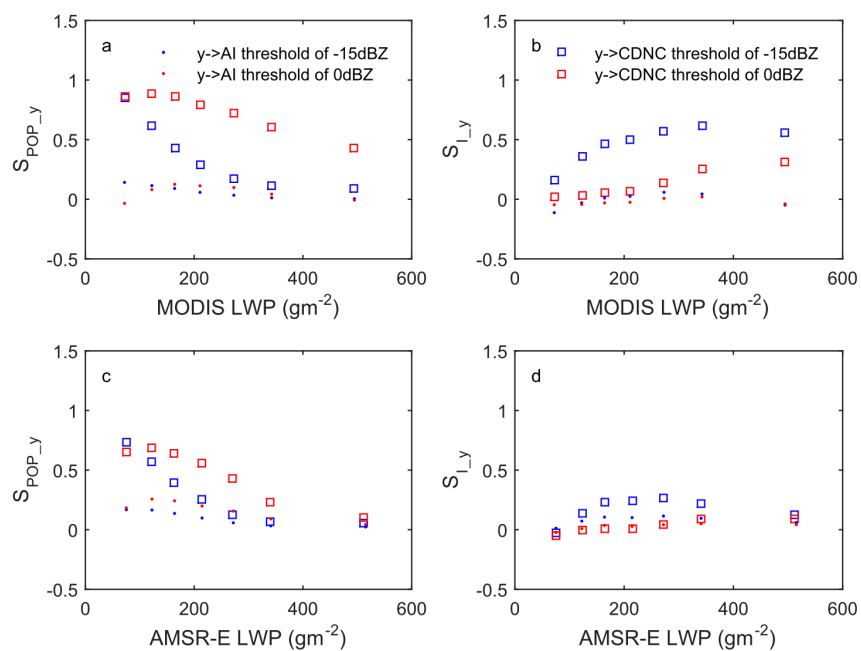 a
y->AI threshold of -15dBZ
y->AI threshold of 0dBZ
1.5
1
0.5
0
-0.5
S_POP_y
0 200 400 600
MODIS LWP (gm^-2)
b
y->CDNC threshold of -15dBZ
y->CDNC threshold of 0dBZ
1.5
1
0.5
0
-0.5
S_I_y
0 200 400 600
MODIS LWP (gm^-2)
c
1.5
1
0.5
0
-0.5
S_POP_y
0 200 400 600
AMSR-E LWP (gm^-2)
d
1.5
1
0.5
0
-0.5
S_I_y
0 200 400 600
AMSR-E LWP (gm^-2)